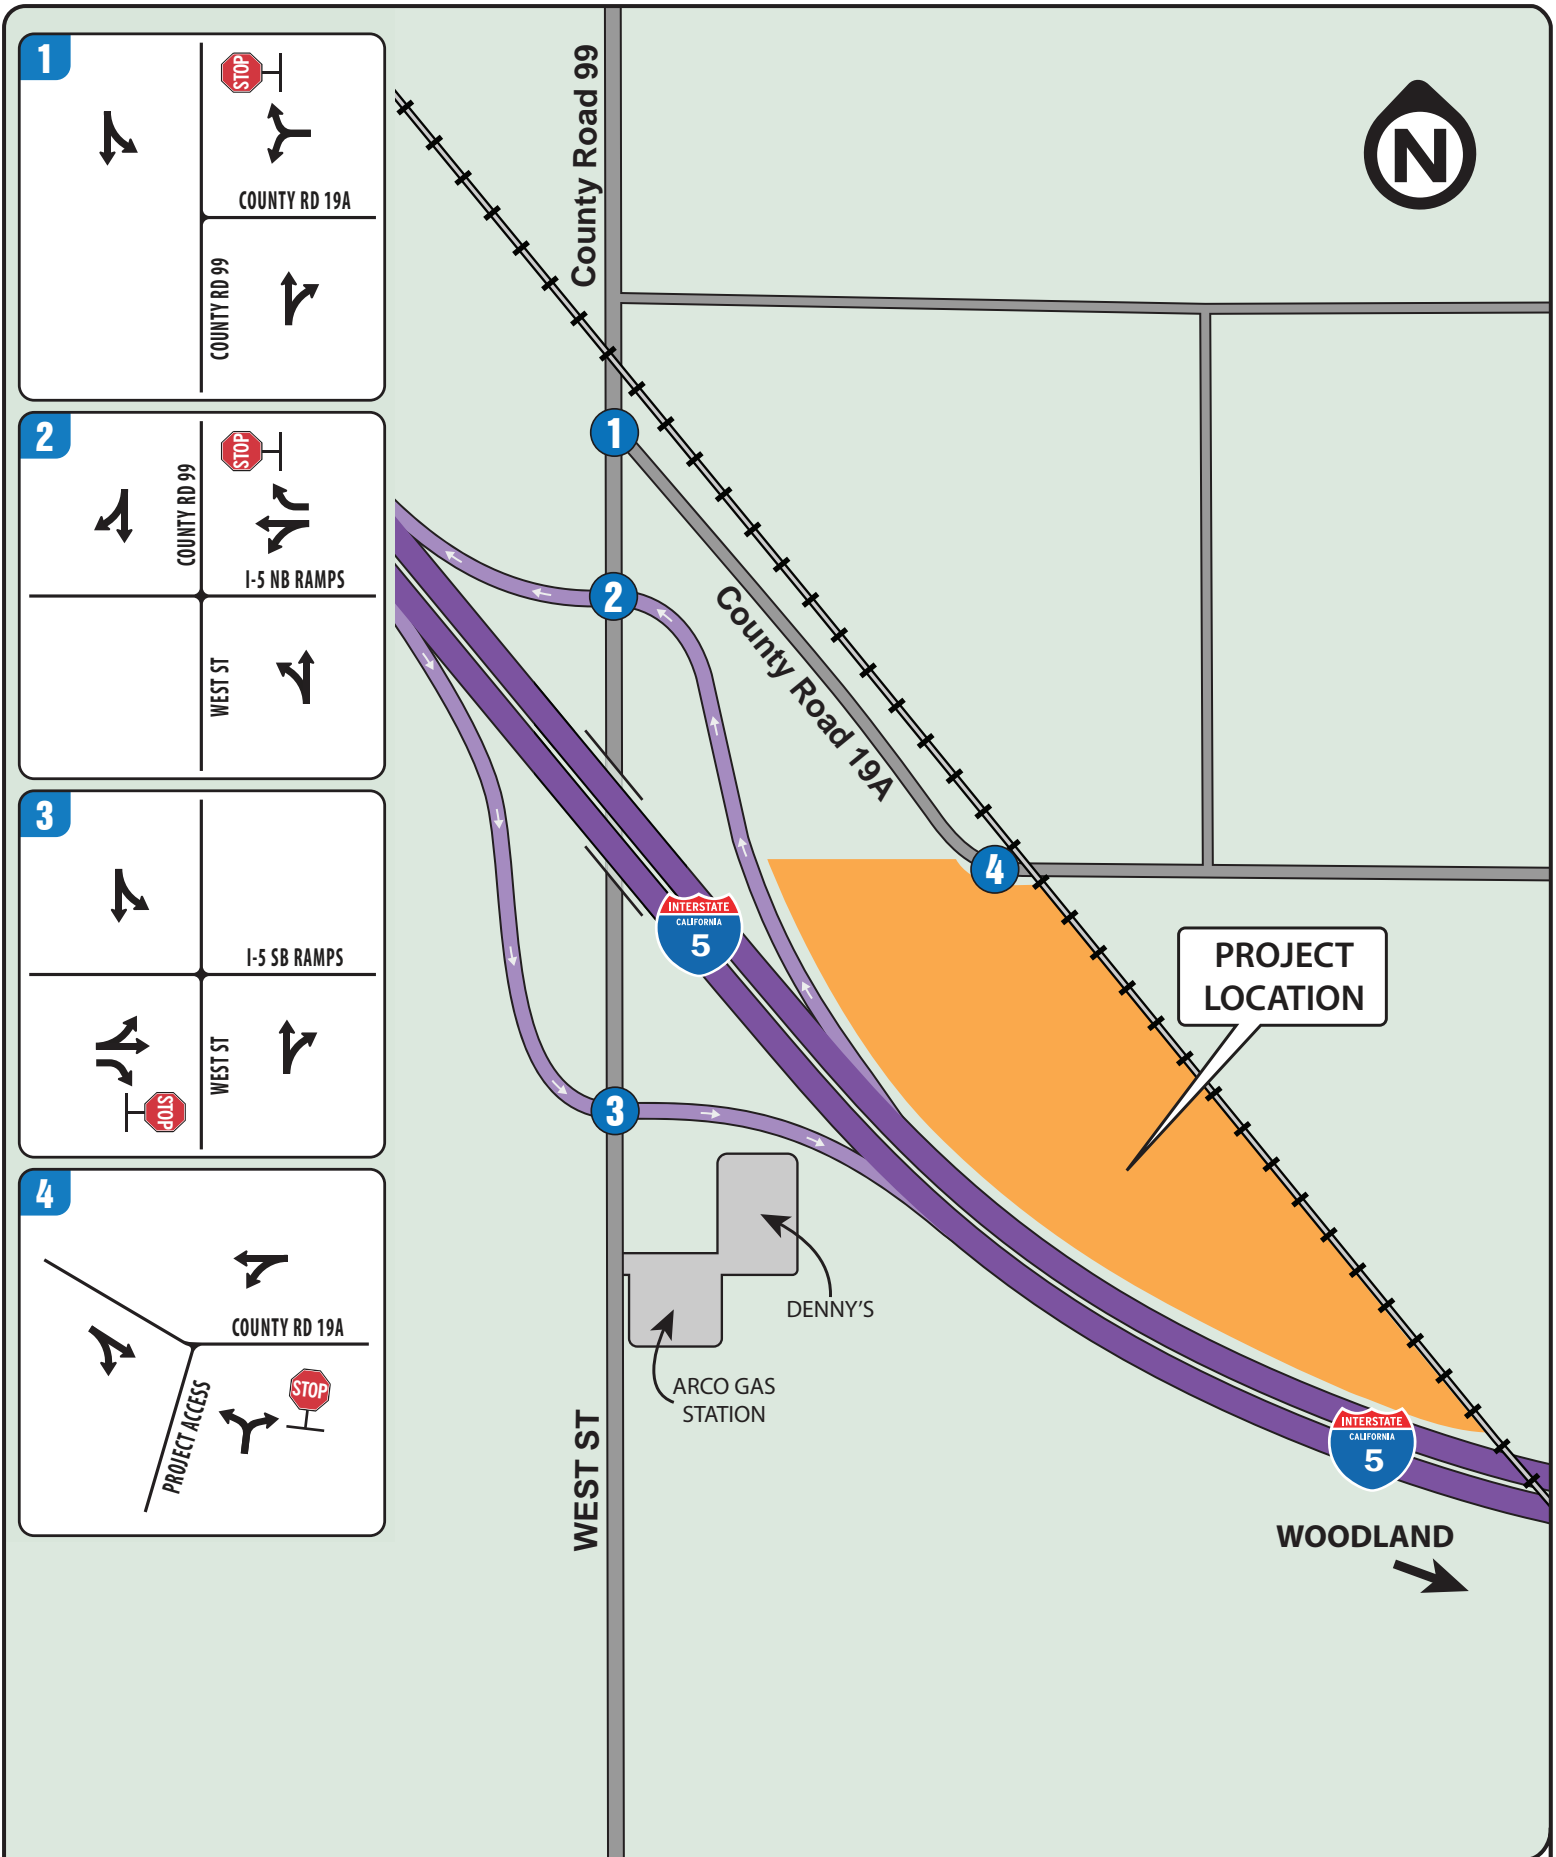 1
STOP
COUNTY RD 19A
COUNTY RD 99
2
STOP
COUNTY RD 99
I-5 NB RAMPS
WEST ST
3
I-5 SB RAMPS
WEST ST
STOP
4
COUNTY RD 19A
STOP
PROJECT ACCESS
County Road 99
N
1
2
County Road 19A
4
INTERSTATE
CALIFORNIA
5
PROJECT
LOCATION
3
DENNY'S
ARCO GAS
STATION
WEST ST
INTERSTATE
CALIFORNIA
5
WOODLAND